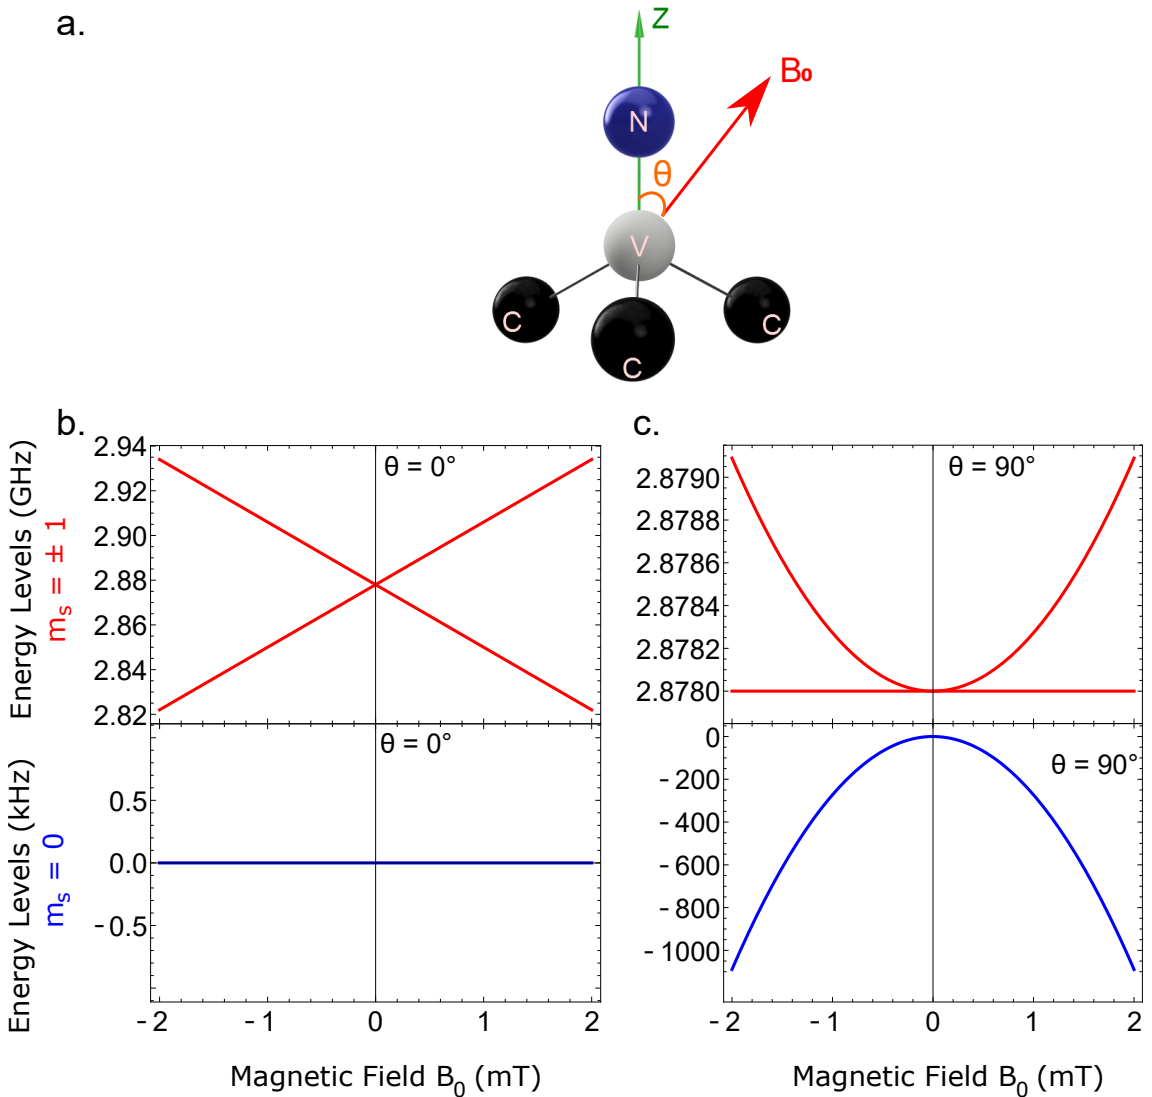 a.
Z
B₀
N
θ
V
C
C
C
b.
c.
Energy Levels (GHz)
mₛ = ± 1
2.94
2.92
2.90
2.88
2.86
2.84
2.82
θ = 0°
2.8790
2.8788
2.8786
2.8784
2.8782
2.8780
θ = 90°
Energy Levels (kHz)
mₛ = 0
0.5
0.0
-0.5
θ = 0°
0
-200
-400
-600
-800
-1000
θ = 90°
-2 -1 0 1 2
-2 -1 0 1 2
Magnetic Field B₀ (mT)
Magnetic Field B₀ (mT)